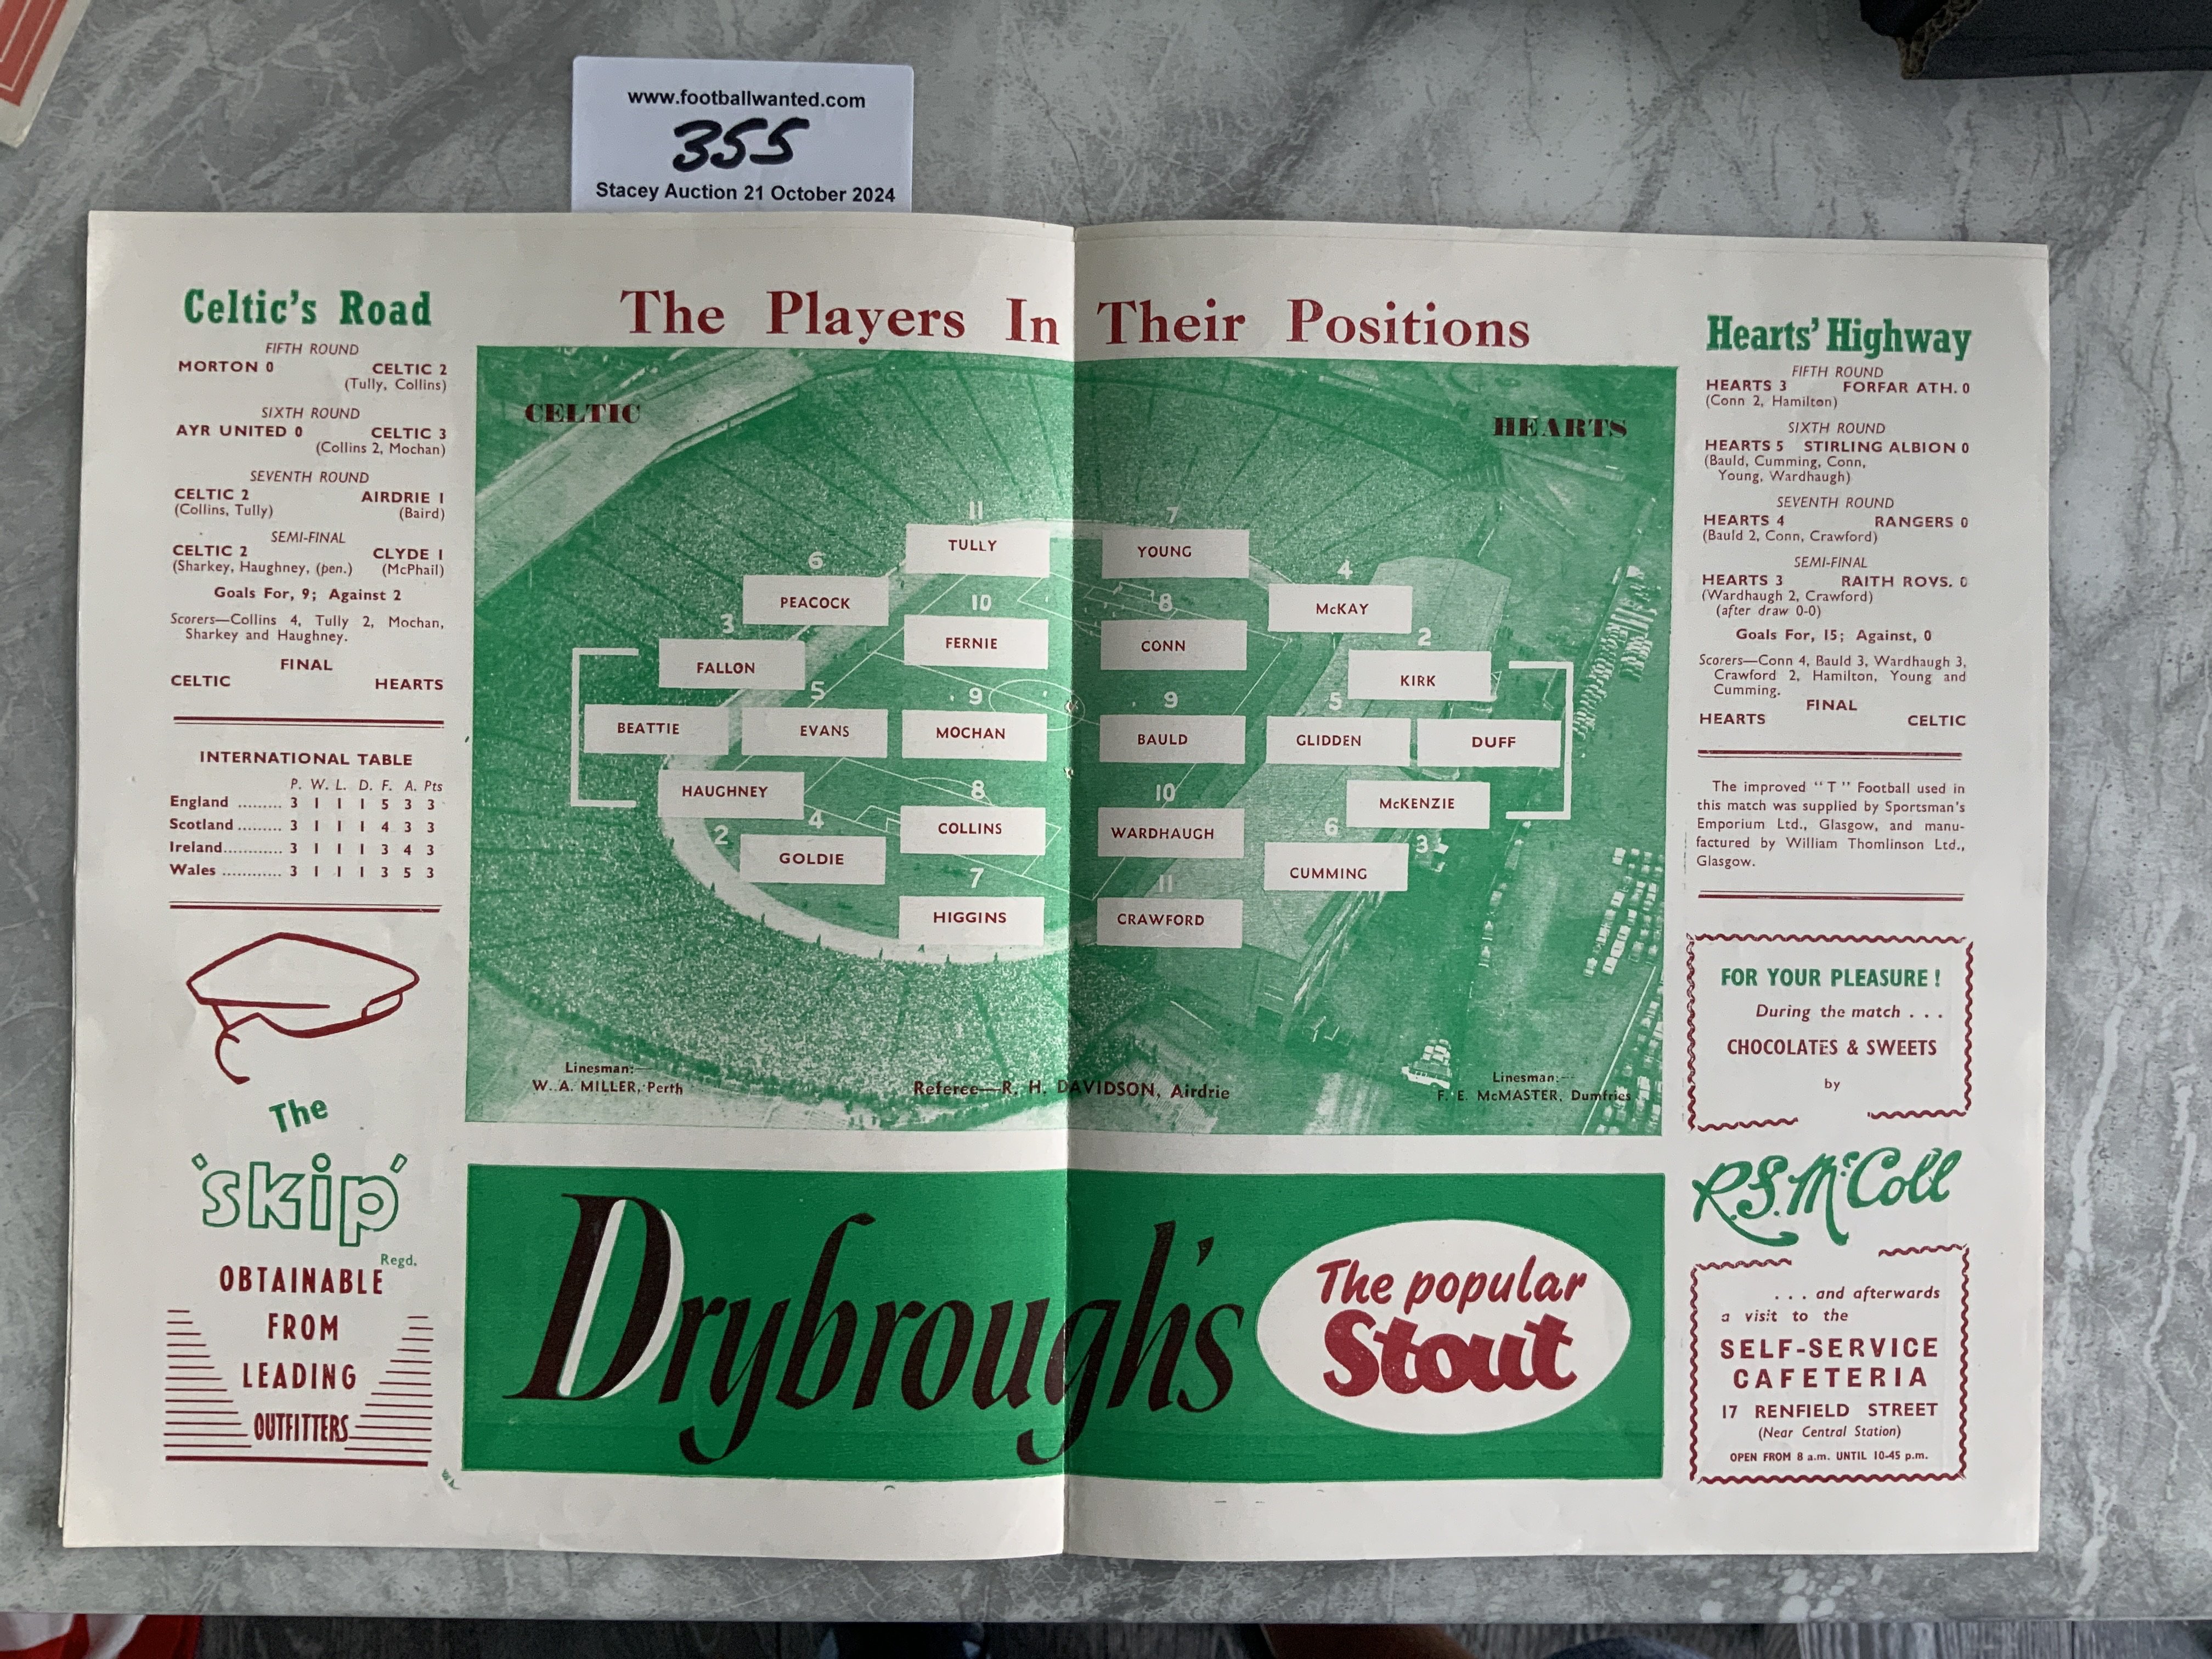 www.footballwanted.com
355
Stacey Auction 21 October 2024
Celtic's Road
FIFTH ROUND
MORTON 0 CELTIC 2
(Tully, Collins)
SIXTH ROUND
AYR UNITED 0 CELTIC 3
(Collins 2, Mochan)
SEVENTH ROUND
CELTIC 2 AIRDRIE 1
(Collins, Tully) (Baird)
SEMI-FINAL
CELTIC 2 CLYDE 1
(Sharkey, Haughney, (pen.) (McPhail)
Goals For, 9; Against 2
Scorers—Collins 4, Tully 2, Mochan,
Sharkey and Haughney.
FINAL
CELTIC HEARTS
INTERNATIONAL TABLE
P. W. L. D. F. A. Pts
England ......... 3 1 1 1 5 3 3
Scotland ......... 3 1 1 1 4 3 3
Ireland............ 3 1 1 1 3 4 3
Wales ............ 3 1 1 1 3 5 3
The
'skip'
Regd.
OBTAINABLE
FROM
LEADING
OUTFITTERS
The Players In Their Positions
CELTIC HEARTS
11 7
TULLY YOUNG
6 4
PEACOCK McKAY
10 8
3 2
FERNIE CONN
FALLON KIRK
5 9 9 5
BEATTIE EVANS MOCHAN BAULD GLIDDEN DUFF
HAUGHNEY McKENZIE
8 10
2 4 6 3
COLLINS WARDHAUGH
GOLDIE CUMMING
7 11
HIGGINS CRAWFORD
Linesman:—
W. A. MILLER, Perth
Referee—R. H. DAVIDSON, Airdrie
Linesman:—
F. E. McMASTER, Dumfries
Drybrough's
The popular
Stout
Hearts' Highway
FIFTH ROUND
HEARTS 3 FORFAR ATH. 0
(Conn 2, Hamilton)
SIXTH ROUND
HEARTS 5 STIRLING ALBION 0
(Bauld, Cumming, Conn,
Young, Wardhaugh)
SEVENTH ROUND
HEARTS 4 RANGERS 0
(Bauld 2, Conn, Crawford)
SEMI-FINAL
HEARTS 3 RAITH ROVS. 0
(Wardhaugh 2, Crawford)
(after draw 0-0)
Goals For, 15; Against, 0
Scorers—Conn 4, Bauld 3, Wardhaugh 3,
Crawford 2, Hamilton, Young and
Cumming.
FINAL
HEARTS CELTIC
The improved "T" Football used in
this match was supplied by Sportsman's
Emporium Ltd., Glasgow, and manu-
factured by William Thomlinson Ltd.,
Glasgow.
FOR YOUR PLEASURE !
During the match . . .
CHOCOLATES & SWEETS
by
R.S. McColl
. . . and afterwards
a visit to the
SELF-SERVICE
CAFETERIA
17 RENFIELD STREET
(Near Central Station)
OPEN FROM 8 a.m. UNTIL 10-45 p.m.